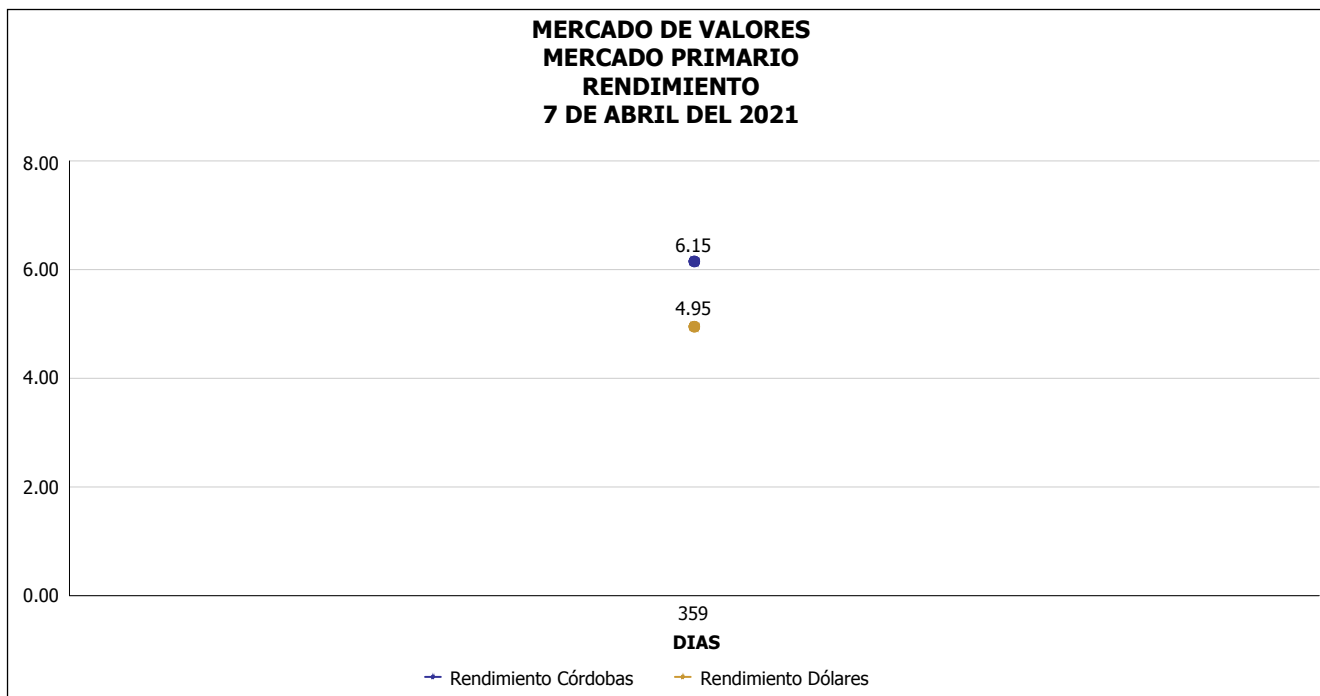 MERCADO DE VALORES
MERCADO PRIMARIO
RENDIMIENTO
7 DE ABRIL DEL 2021
8.00
6.15
6.00
4.95
4.00
2.00
0.00
359
DIAS
Rendimiento Córdobas Rendimiento Dólares